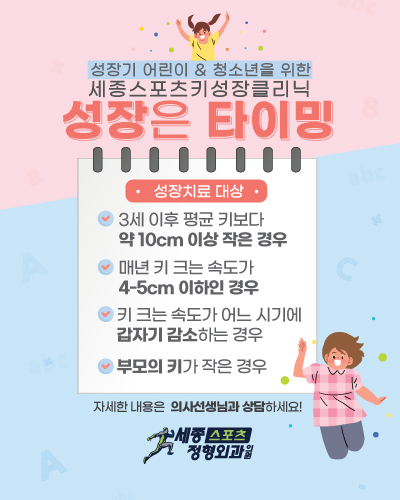 성장기 어린이 & 청소년을 위한
세종스포츠키성장클리닉
성장은 타이밍
• 성장치료 대상 •
3세 이후 평균 키보다
약 10cm 이상 작은 경우
매년 키 크는 속도가
4-5cm 이하인 경우
키 크는 속도가 어느 시기에
갑자기 감소하는 경우
부모의 키가 작은 경우
자세한 내용은 의사선생님과 상담하세요!
세종스포츠
정형외과의원
abc
B
A
C
abc